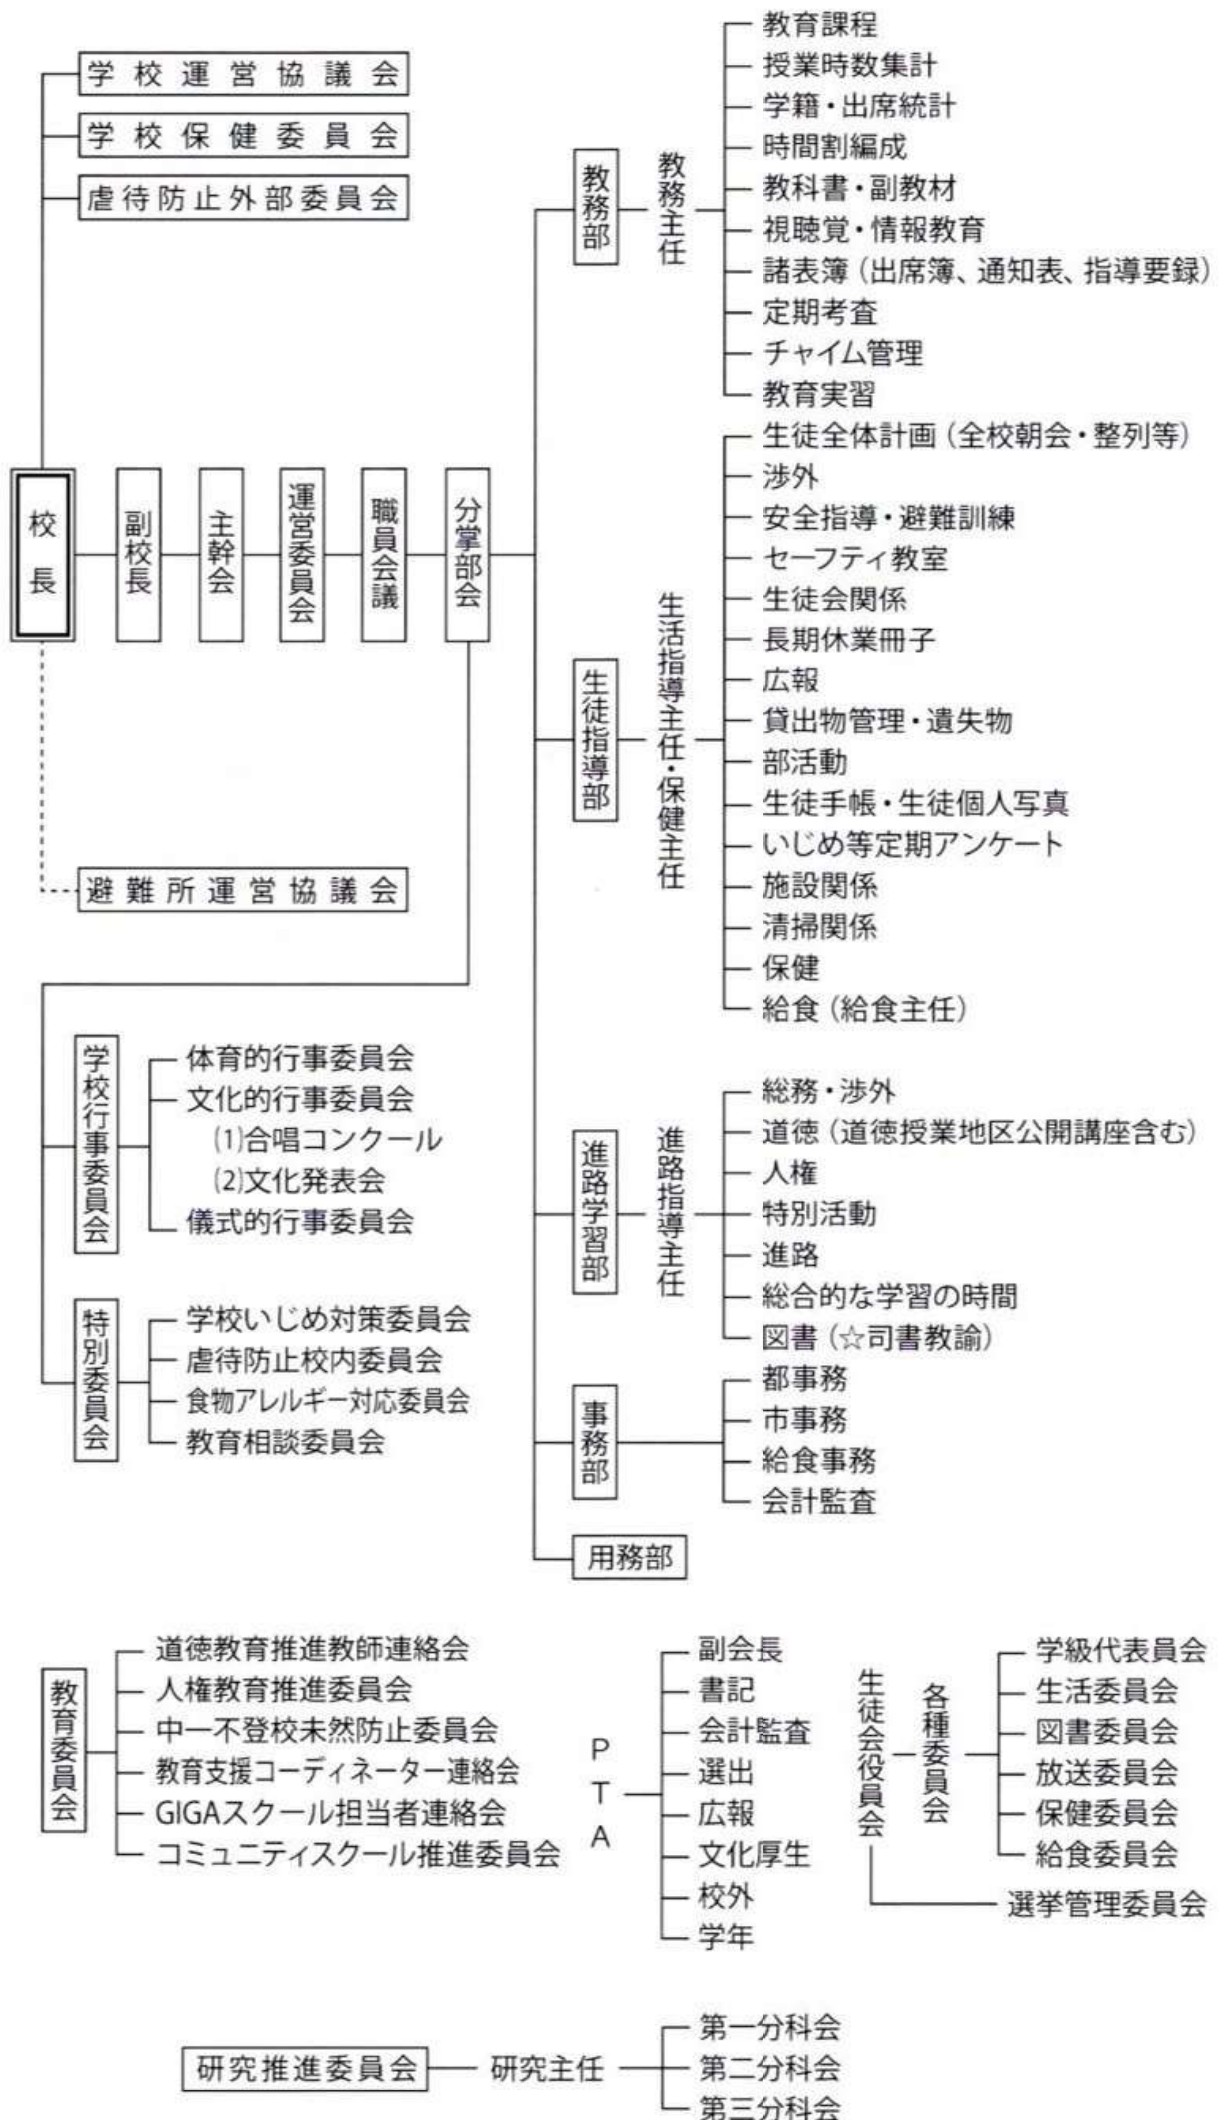 学校運営協議会
学校保健委員会
虐待防止外部委員会
校長
副校長
主幹会
運営委員会
職員会議
分掌部会
避難所運営協議会
教務部
教務主任
教育課程
授業時数集計
学籍・出席統計
時間割編成
教科書・副教材
視聴覚・情報教育
諸表簿(出席簿、通知表、指導要録)
定期考査
チャイム管理
教育実習
生徒指導部
生活指導主任・保健主任
生徒全体計画(全校朝会・整列等)
渉外
安全指導・避難訓練
セーフティ教室
生徒会関係
長期休業冊子
広報
貸出物管理・遺失物
部活動
生徒手帳・生徒個人写真
いじめ等定期アンケート
施設関係
清掃関係
保健
給食(給食主任)
進路学習部
進路指導主任
総務・渉外
道徳(道徳授業地区公開講座含む)
人権
特別活動
進路
総合的な学習の時間
図書(☆司書教諭)
事務部
都事務
市事務
給食事務
会計監査
用務部
学校行事委員会
体育的行事委員会
文化的行事委員会
⑴合唱コンクール
⑵文化発表会
儀式的行事委員会
特別委員会
学校いじめ対策委員会
虐待防止校内委員会
食物アレルギー対応委員会
教育相談委員会
教育委員会
道徳教育推進教師連絡会
人権教育推進委員会
中一不登校未然防止委員会
教育支援コーディネーター連絡会
GIGAスクール担当者連絡会
コミュニティスクール推進委員会
PTA
副会長
書記
会計監査
選出
広報
文化厚生
校外
学年
生徒会役員会
各種委員会
学級代表員会
生活委員会
図書委員会
放送委員会
保健委員会
給食委員会
選挙管理委員会
研究推進委員会
研究主任
第一分科会
第二分科会
第三分科会